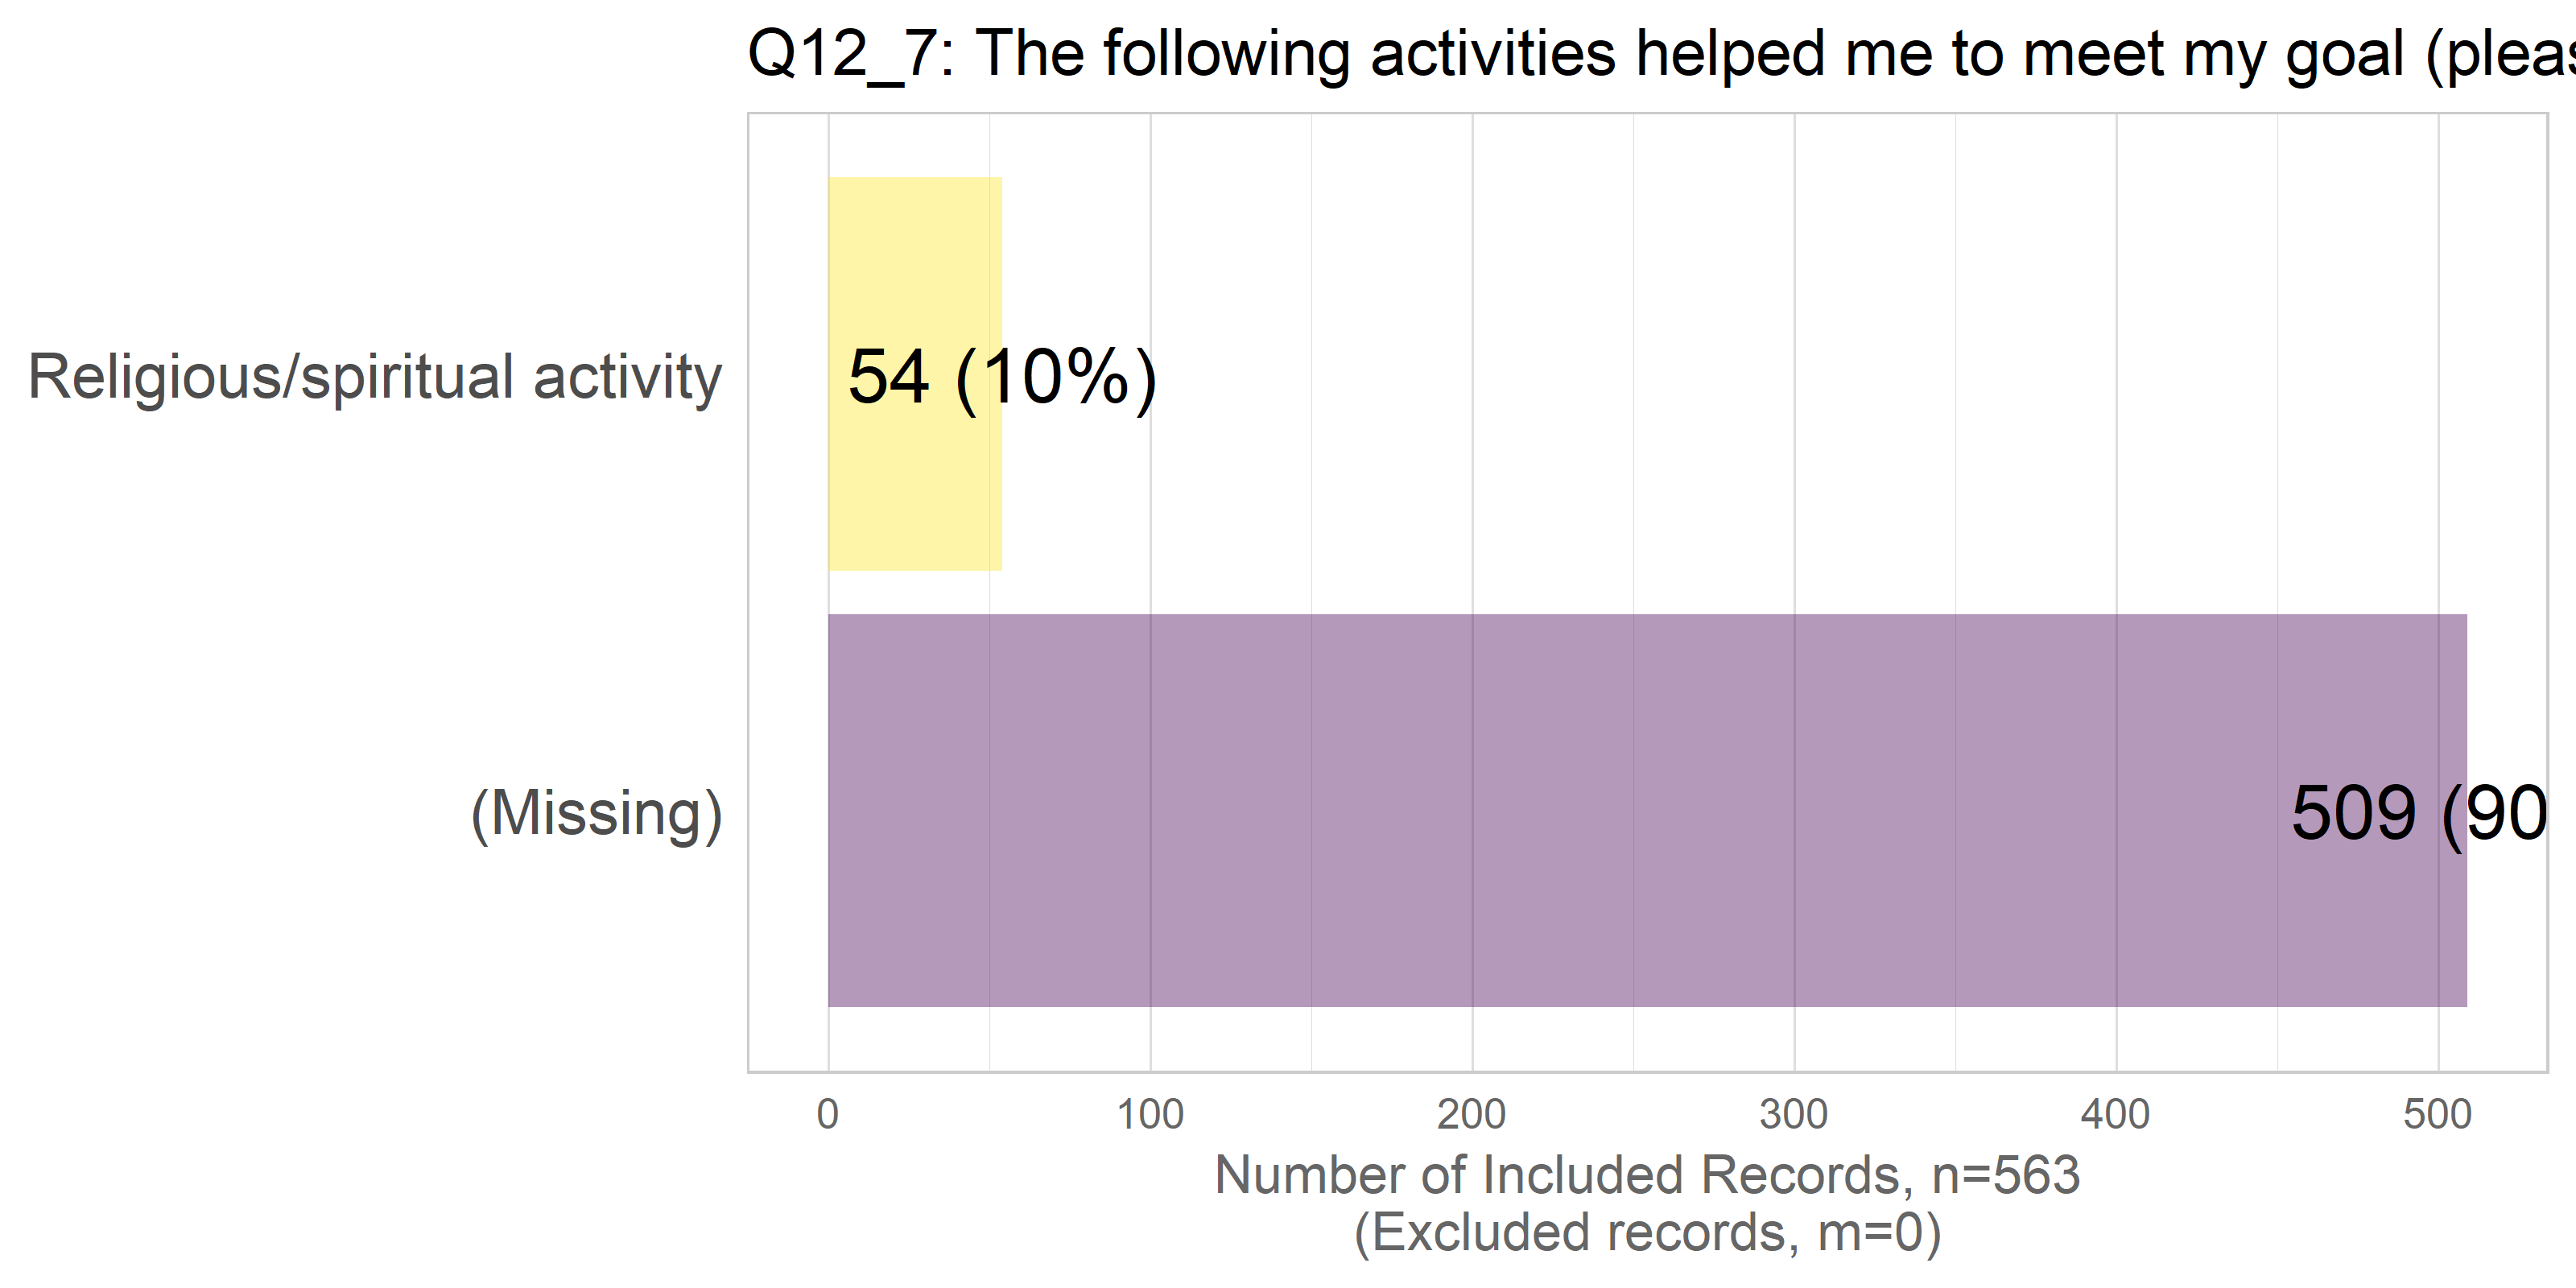 Q12_7: The following activities helped me to meet my goal (pleas
Religious/spiritual activity
54 (10%)
(Missing)
509 (90
0 100 200 300 400 500
Number of Included Records, n=563
(Excluded records, m=0)